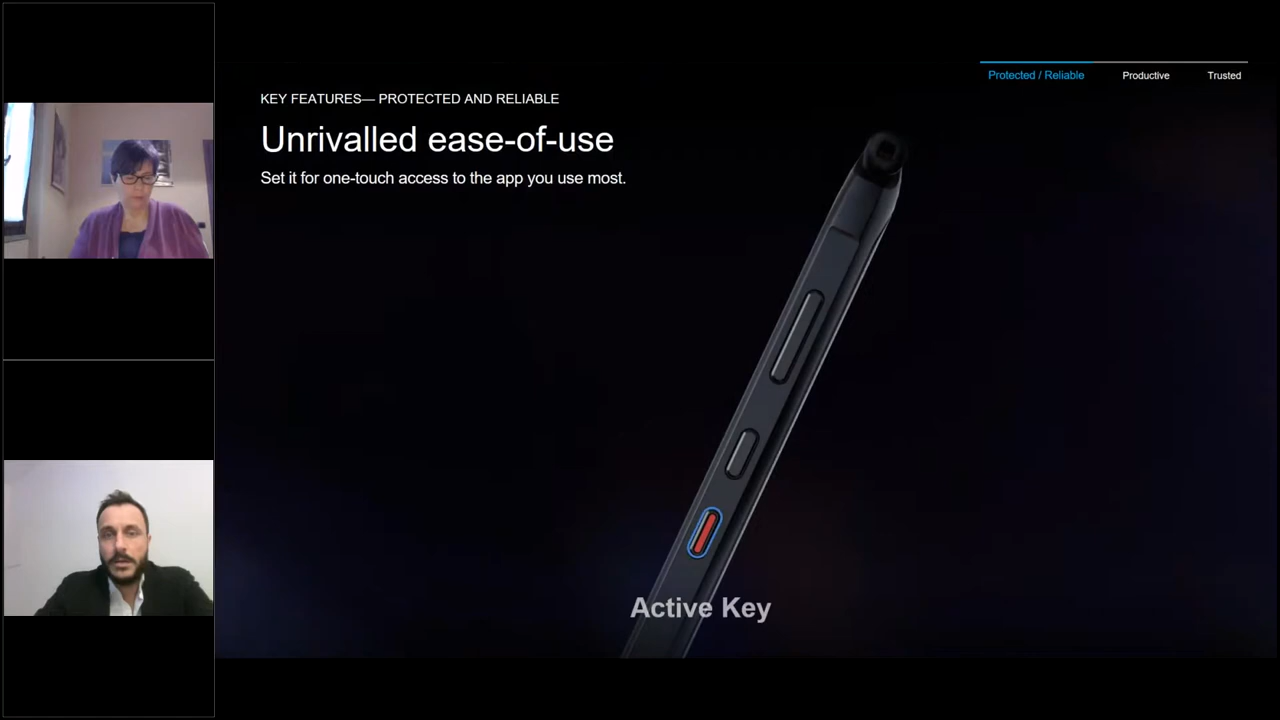 Protected / Reliable Productive Trusted
KEY FEATURES— PROTECTED AND RELIABLE
Unrivalled ease-of-use
Set it for one-touch access to the app you use most.
Active Key